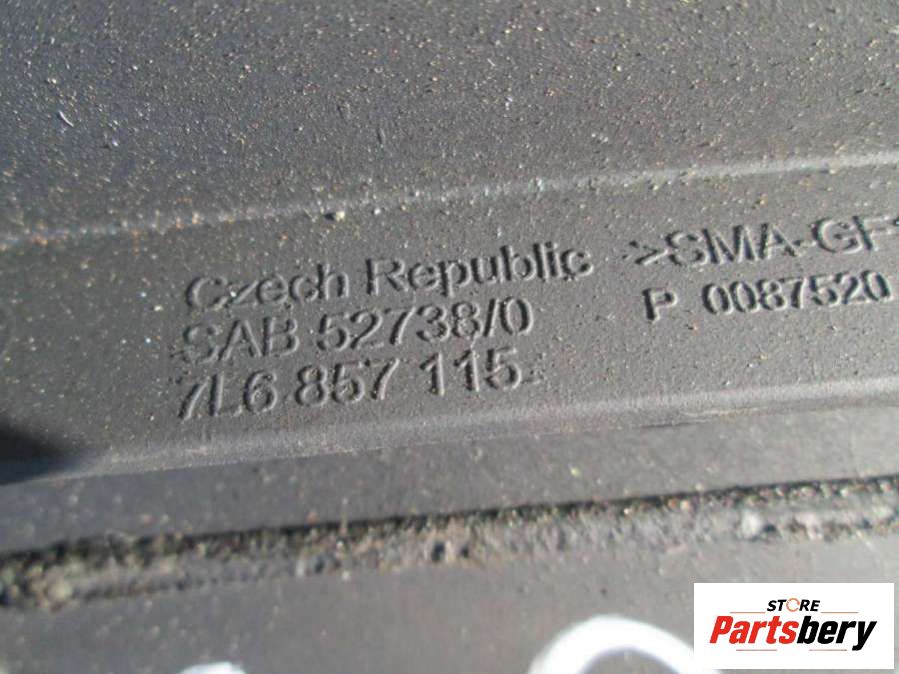 Czech Republic
SAB 52738/0
7L6 857 115
>SMA-GF
P 0087520
STORE
Partsbery